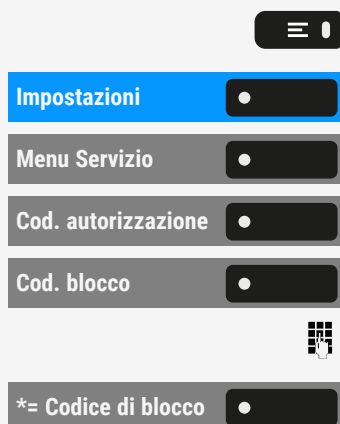 Impostazioni
Menu Servizio
Cod. autorizzazione
Cod. blocco
*= Codice di blocco